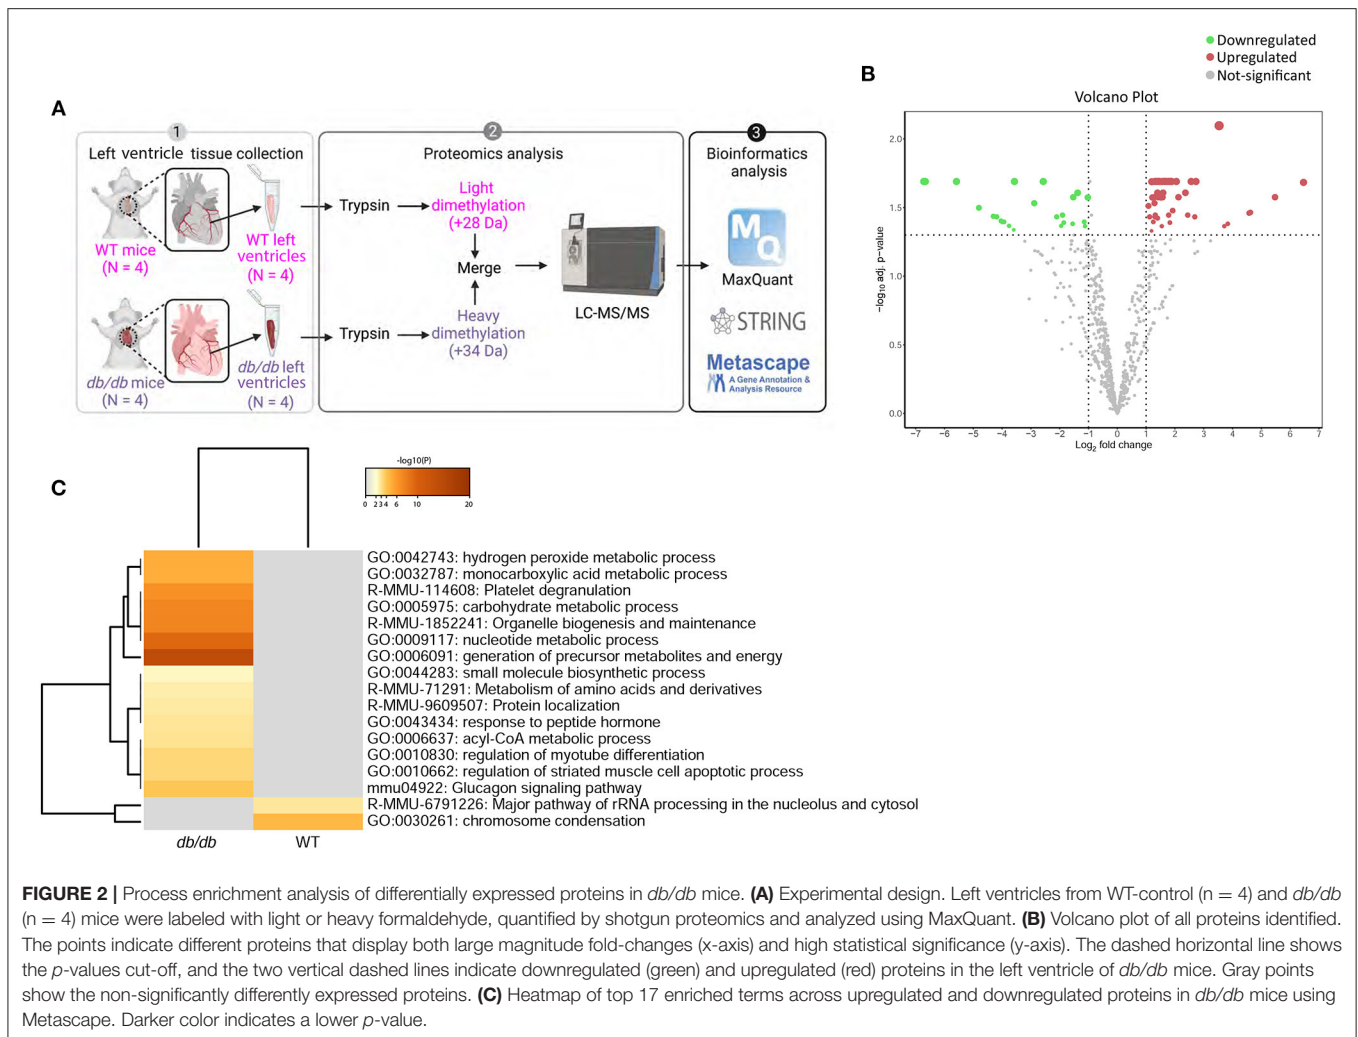 A
1
Left ventricle tissue collection
WT mice
(N = 4)
WT left
ventricles
(N = 4)
db/db mice
(N = 4)
db/db left
ventricles
(N = 4)
2
Proteomics analysis
Trypsin
Light
dimethylation
(+28 Da)
Merge
Trypsin
Heavy
dimethylation
(+34 Da)
LC-MS/MS
3
Bioinformatics
analysis
M
Q
MaxQuant
STRING
Metascape
A Gene Annotation &
Analysis Resource
B
Downregulated
Upregulated
Not-significant
Volcano Plot
-log10 adj. p-value
2.0
1.5
1.0
0.5
0.0
-7 -6 -5 -4 -3 -2 -1 0 1 2 3 4 5 6 7
Log2 fold change
C
-log10(P)
0 2 3 4 6 10 20
GO:0042743: hydrogen peroxide metabolic process
GO:0032787: monocarboxylic acid metabolic process
R-MMU-114608: Platelet degranulation
GO:0005975: carbohydrate metabolic process
R-MMU-1852241: Organelle biogenesis and maintenance
GO:0009117: nucleotide metabolic process
GO:0006091: generation of precursor metabolites and energy
GO:0044283: small molecule biosynthetic process
R-MMU-71291: Metabolism of amino acids and derivatives
R-MMU-9609507: Protein localization
GO:0043434: response to peptide hormone
GO:0006637: acyl-CoA metabolic process
GO:0010830: regulation of myotube differentiation
GO:0010662: regulation of striated muscle cell apoptotic process
mmu04922: Glucagon signaling pathway
R-MMU-6791226: Major pathway of rRNA processing in the nucleolus and cytosol
GO:0030261: chromosome condensation
db/db WT
FIGURE 2 | Process enrichment analysis of differentially expressed proteins in db/db mice. (A) Experimental design. Left ventricles from WT-control (n = 4) and db/db
(n = 4) mice were labeled with light or heavy formaldehyde, quantified by shotgun proteomics and analyzed using MaxQuant. (B) Volcano plot of all proteins identified.
The points indicate different proteins that display both large magnitude fold-changes (x-axis) and high statistical significance (y-axis). The dashed horizontal line shows
the p-values cut-off, and the two vertical dashed lines indicate downregulated (green) and upregulated (red) proteins in the left ventricle of db/db mice. Gray points
show the non-significantly differently expressed proteins. (C) Heatmap of top 17 enriched terms across upregulated and downregulated proteins in db/db mice using
Metascape. Darker color indicates a lower p-value.